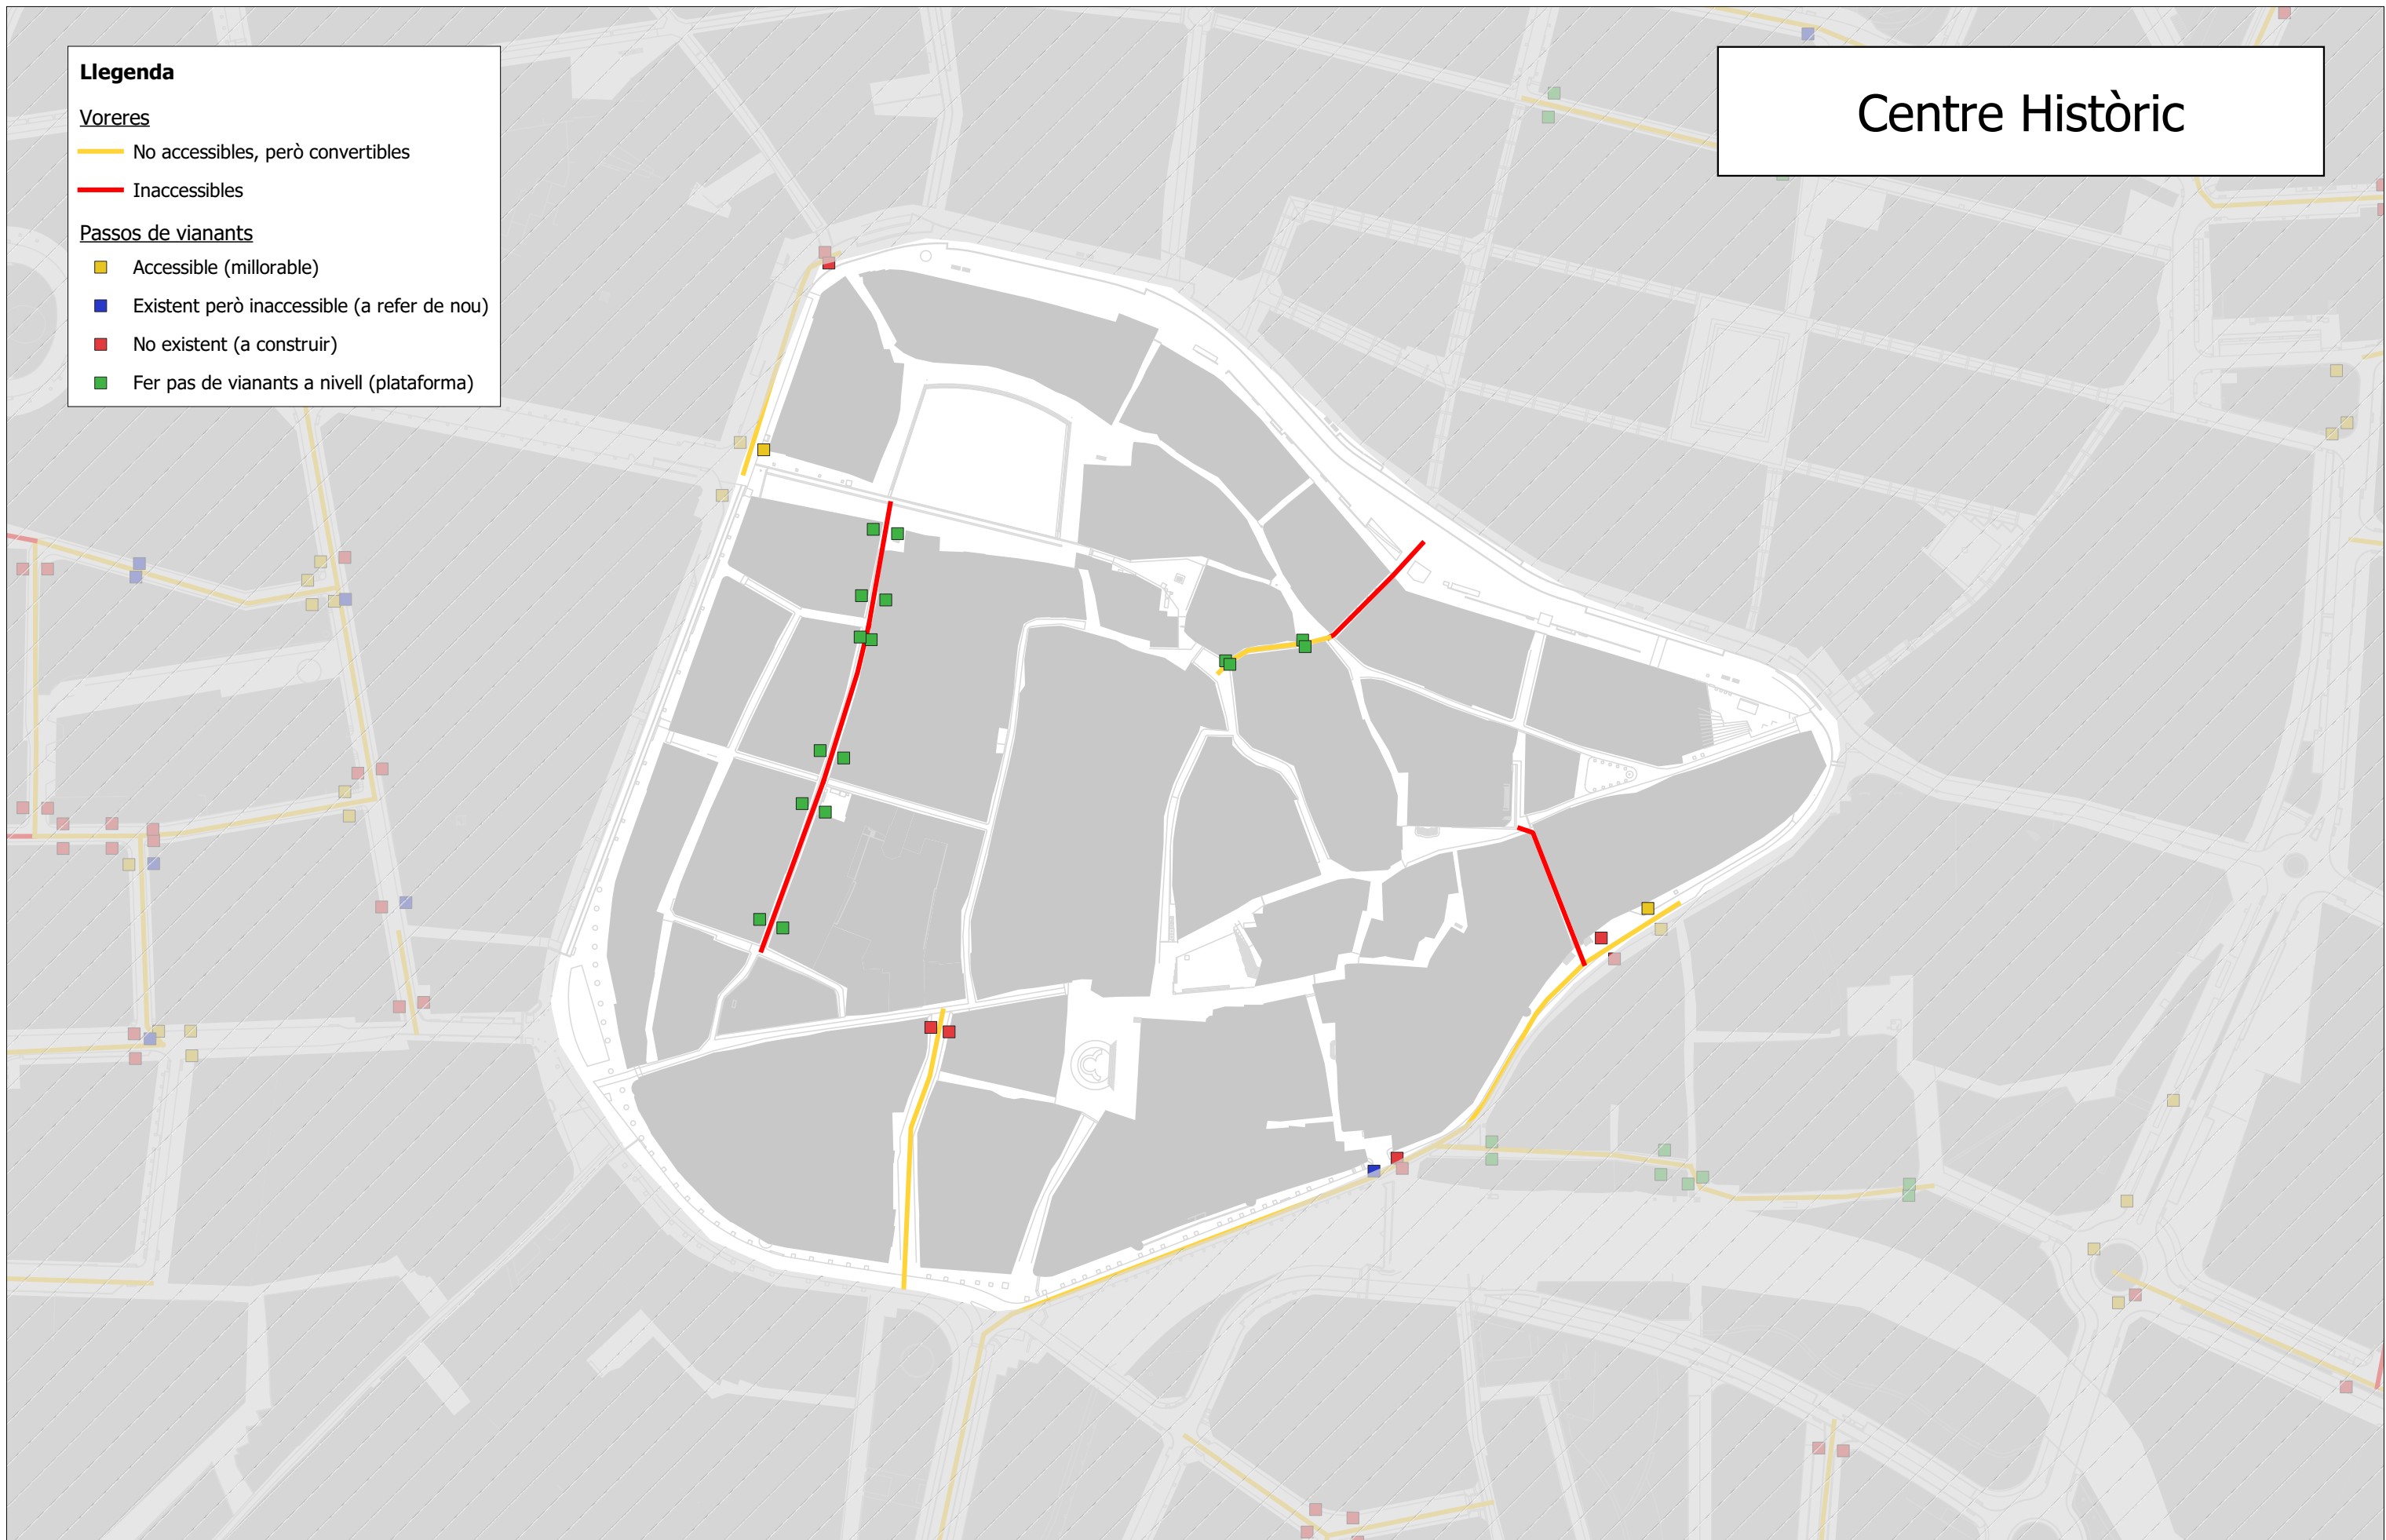 Llegenda
Voreres
No accessibles, però convertibles
Inaccessibles
Passos de vianants
Accessible (millorable)
Existent però inaccessible (a refer de nou)
No existent (a construir)
Fer pas de vianants a nivell (plataforma)
Centre Històric